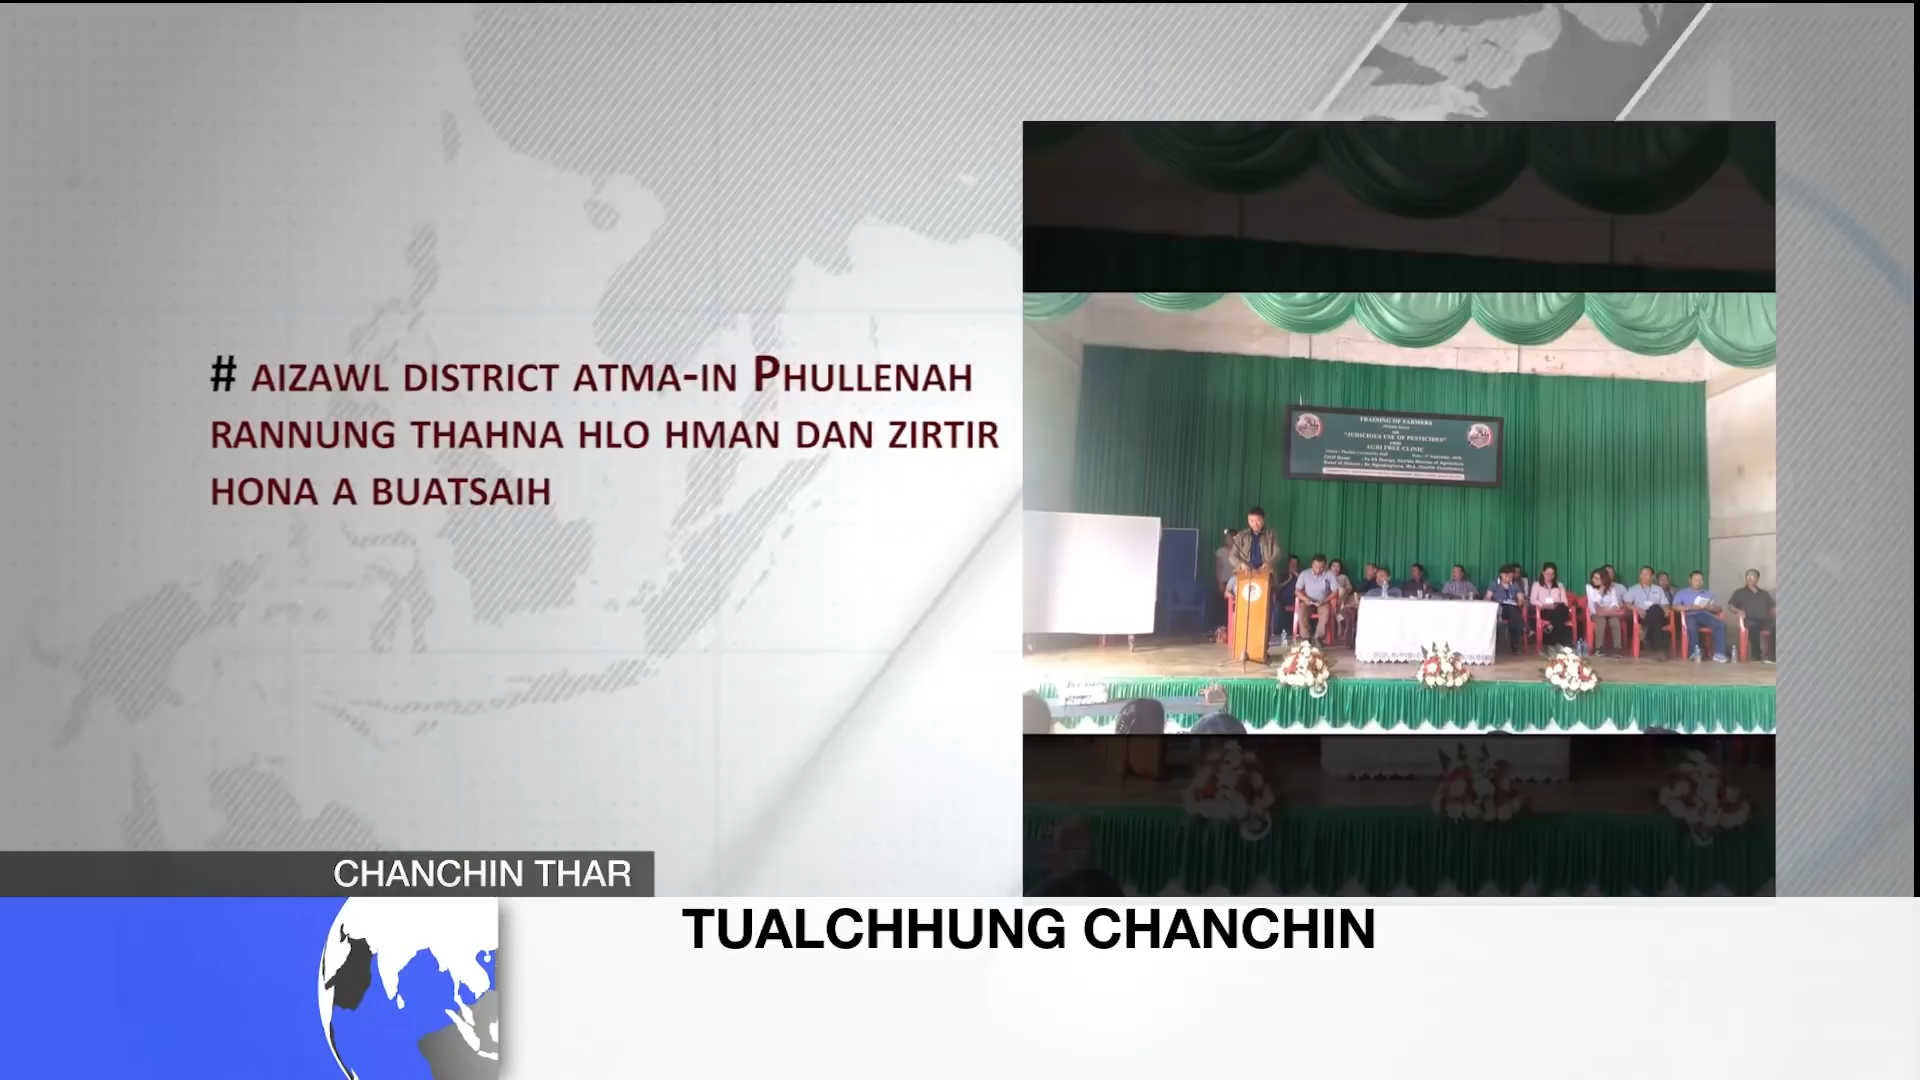 # AIZAWL DISTRICT ATMA-IN PHULLENAH
RANNUNG THAHNA HLO HMAN DAN ZIRTIR
HONA A BUATSAIH
TRAINING OF FARMERS
on
"JUDICIOUS USE OF PESTICIDES"
AGRI FREE CLINIC
CHANCHIN THAR
TUALCHHUNG CHANCHIN